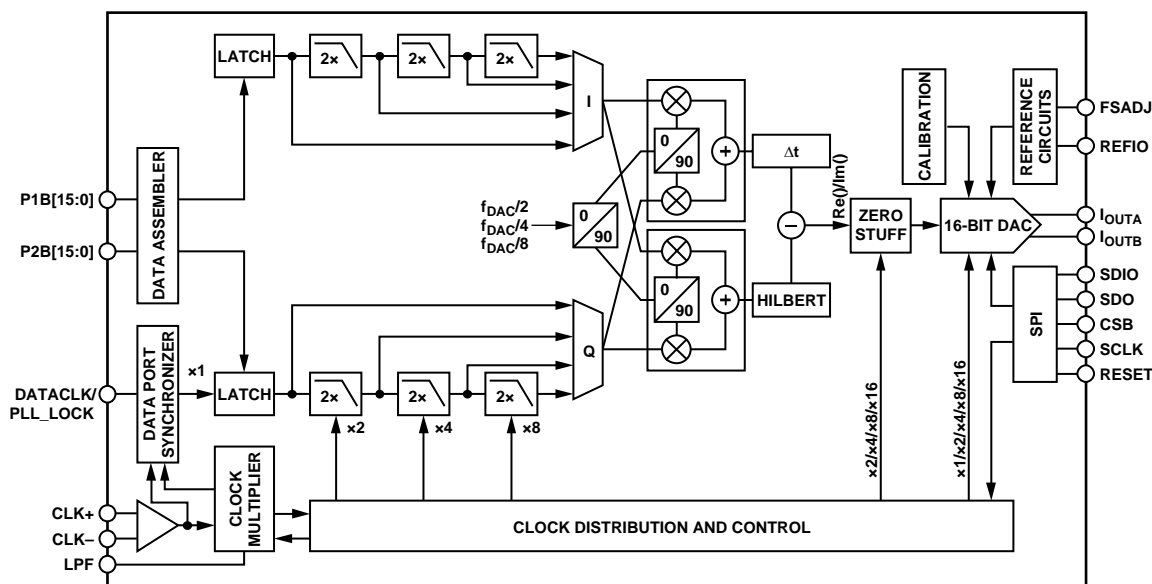 LATCH
2×
2×
2×
I
CALIBRATION
REFERENCE
CIRCUITS
FSADJ
REFIO
0
90
+
Δt
P1B[15:0]
P2B[15:0]
DATA ASSEMBLER
fDAC/2
fDAC/4
fDAC/8
0
90
–
Re()/Im()
ZERO
STUFF
16-BIT DAC
IOUTA
IOUTB
0
90
+
HILBERT
SPI
SDIO
SDO
CSB
SCLK
RESET
DATACLK/
PLL_LOCK
DATA PORT
SYNCHRONIZER
×1
LATCH
2×
2×
2×
Q
×2
×4
×8
×2/×4/×8/×16
×1/×2/×4/×8/×16
CLK+
CLK–
LPF
CLOCK
MULTIPLIER
CLOCK DISTRIBUTION AND CONTROL